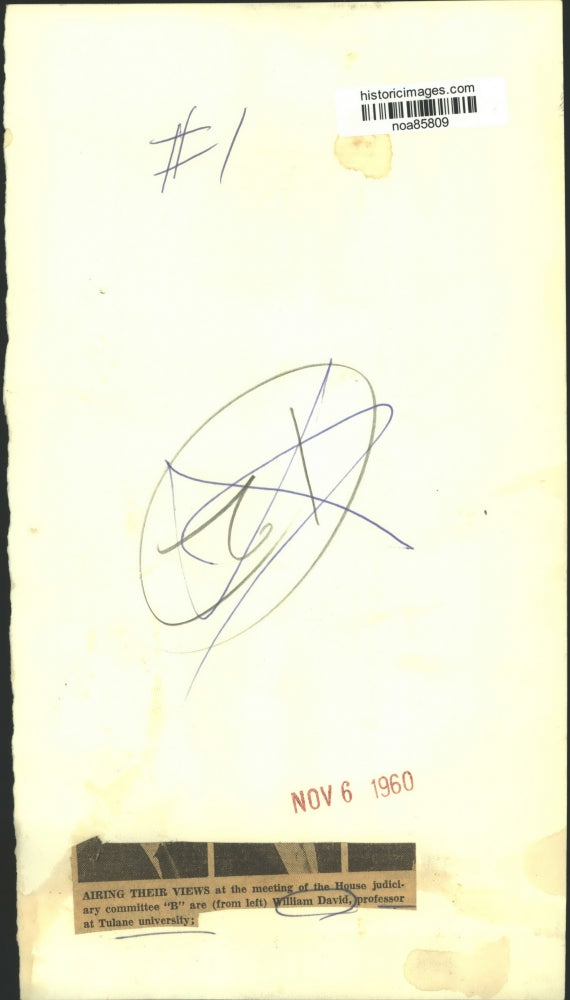 historicimages.com
noa85809
#1
NOV 6 1960
AIRING THEIR VIEWS at the meeting of the House judici-
ary committee "B" are (from left) William David, professor
at Tulane university;